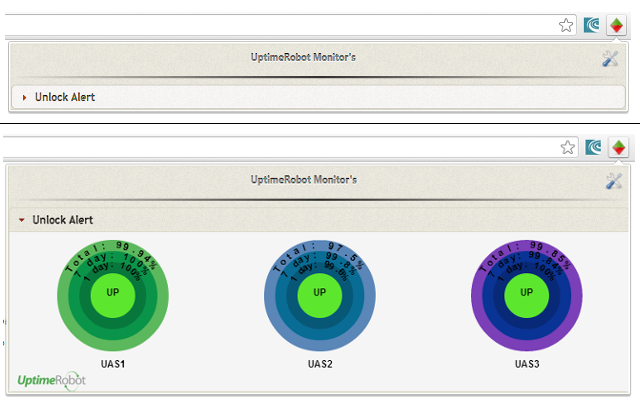 UptimeRobot Monitor's
Unlock Alert
UptimeRobot Monitor's
Unlock Alert
Total: 99.94%
7 day: 100%
1 day: 100%
UP
UAS1
Total: 97.5%
7 day: 99.8%
1 day: 99.6%
UP
UAS2
Total: 99.85%
7 day: 99.84%
1 day: 100%
UP
UAS3
UptimeRobot